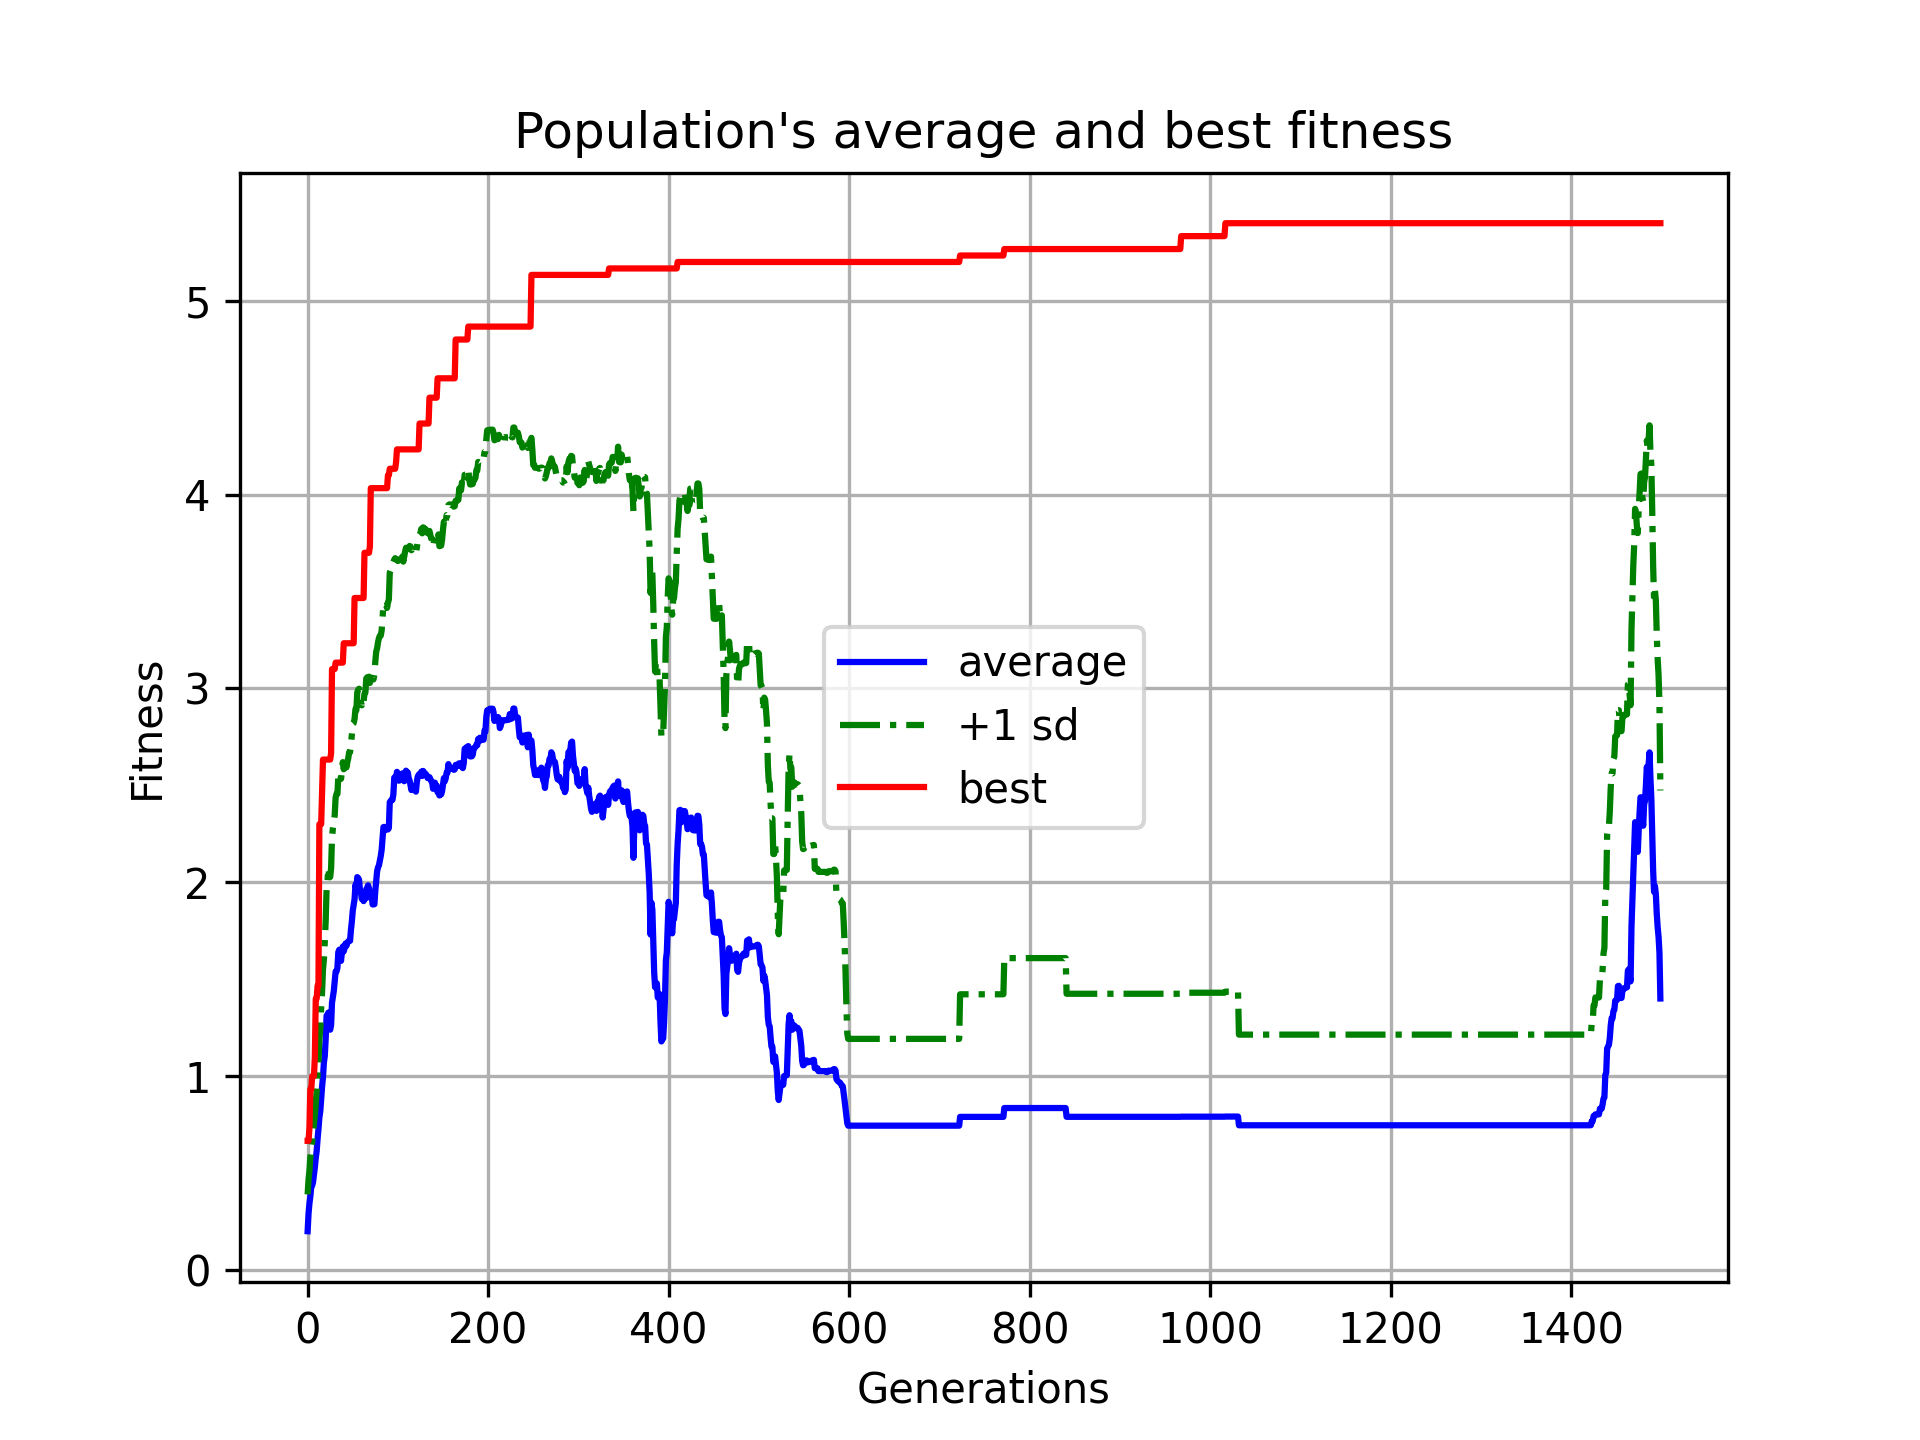 Population's average and best fitness
Fitness
5
4
3
2
1
0
average
+1 sd
best
0 200 400 600 800 1000 1200 1400
Generations